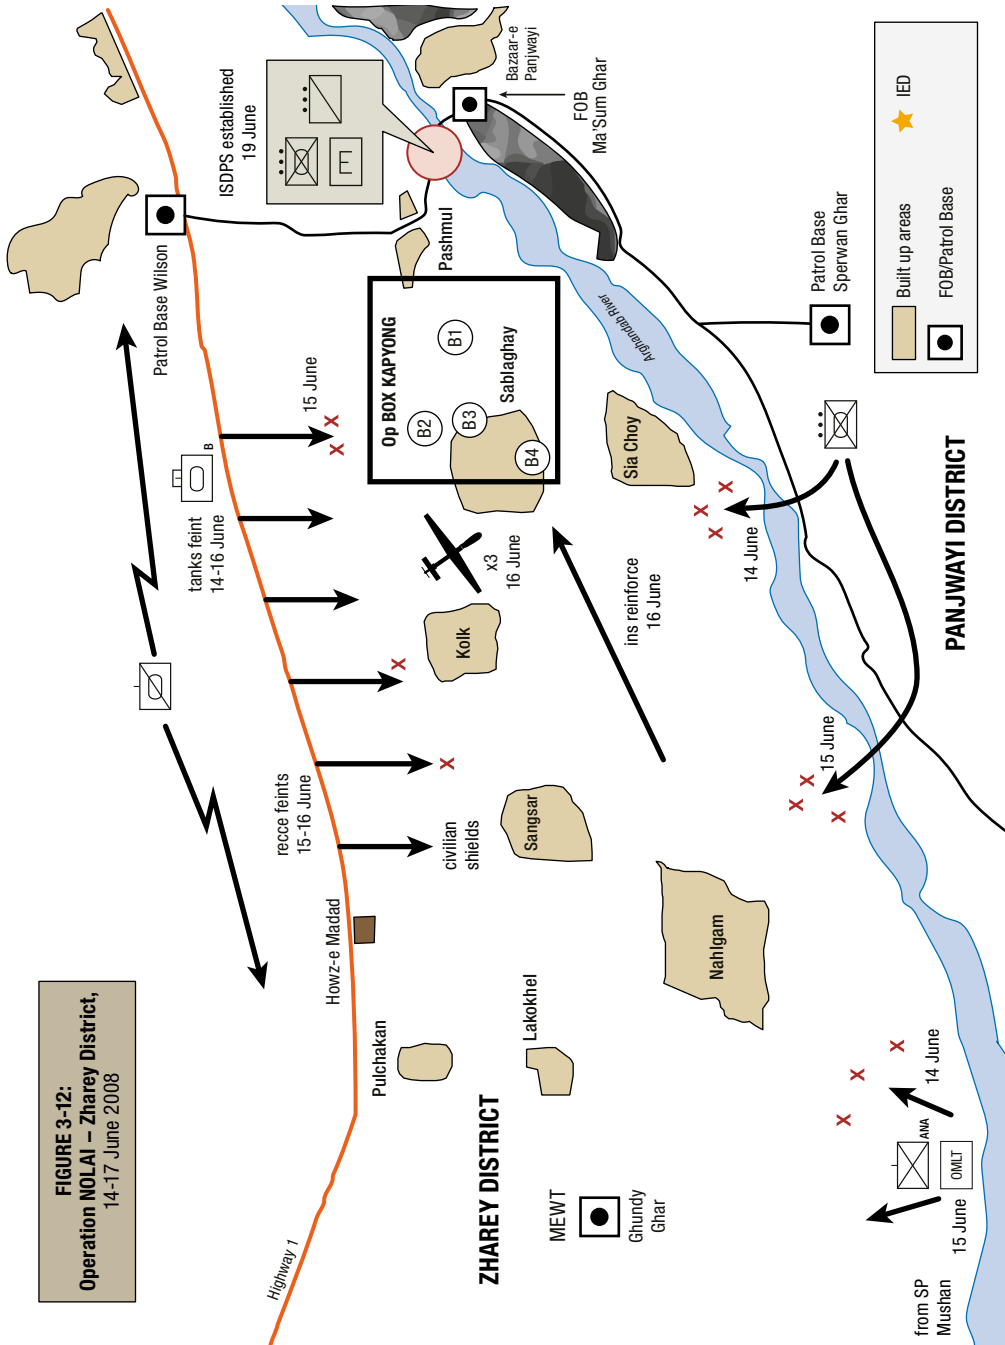 FIGURE 3-12:
Operation NOLAI – Zharey District,
14-17 June 2008
Highway 1
Pulchakan
Howz-e Madad
recce feints
15-16 June
tanks feint
14-16 June
B
Patrol Base Wilson
15 June
ISDPS established
19 June
E
Bazaar-e
Panjwayi
FOB
Ma'Sum Ghar
Pashmul
Op BOX KAPYONG
B1
B2
B3
B4
Sablaghay
x3
16 June
Kolk
civilian
shields
Sangsar
Lakokhel
ZHAREY DISTRICT
MEWT
Ghundy
Ghar
Nahlgam
ins reinforce
16 June
Sia Choy
Arghandab River
14 June
15 June
Patrol Base
Sperwan Ghar
PANJWAYI DISTRICT
14 June
ANA
OMLT
15 June
from SP
Mushan
Built up areas
IED
FOB/Patrol Base
X
X
X
X
X
X
X
X
X
X
X
X
X